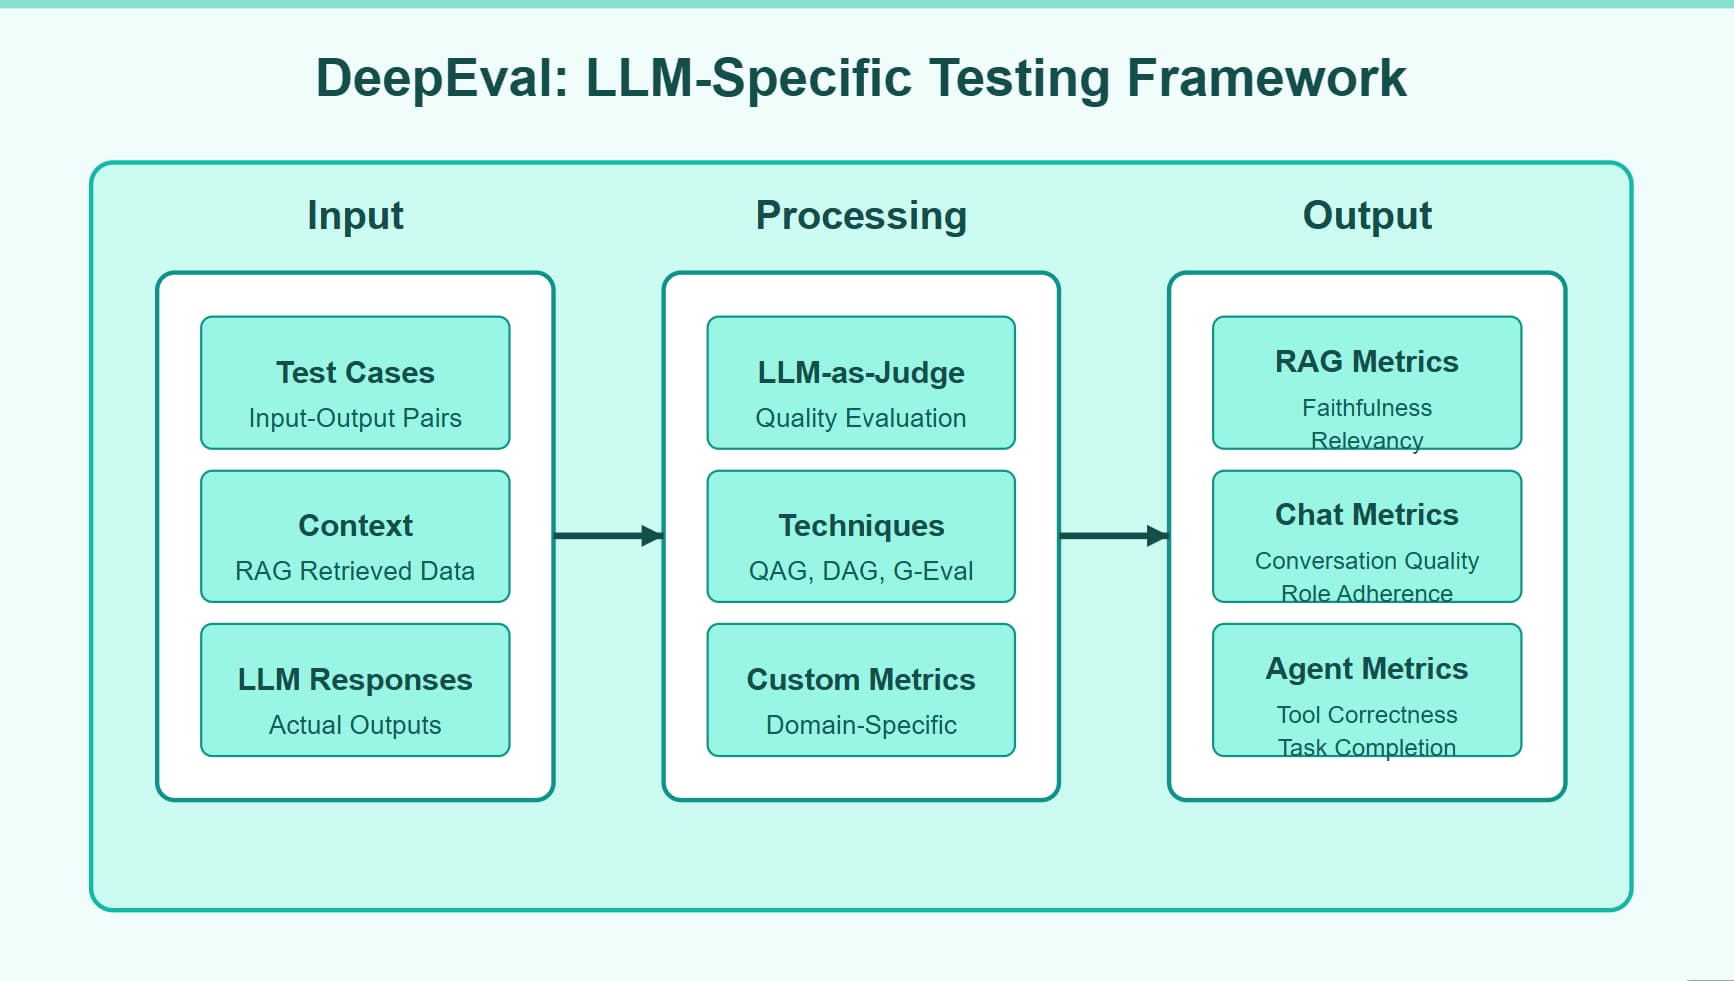 DeepEval: LLM-Specific Testing Framework
Input
Test Cases
Input-Output Pairs
Context
RAG Retrieved Data
LLM Responses
Actual Outputs
Processing
LLM-as-Judge
Quality Evaluation
Techniques
QAG, DAG, G-Eval
Custom Metrics
Domain-Specific
Output
RAG Metrics
Faithfulness
Relevancy
Chat Metrics
Conversation Quality
Role Adherence
Agent Metrics
Tool Correctness
Task Completion